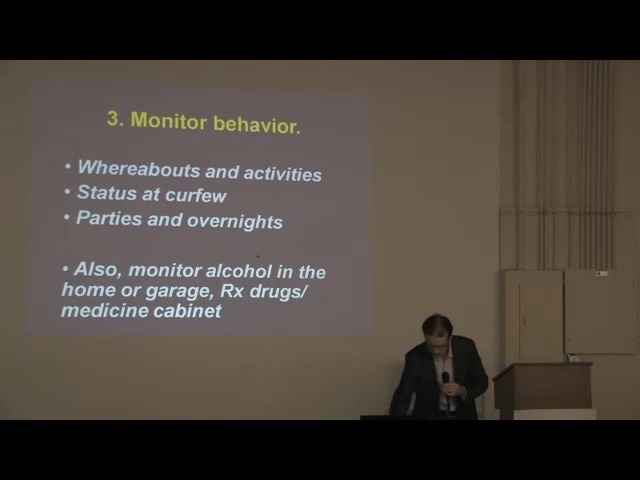 3. Monitor behavior.
• Whereabouts and activities
• Status at curfew
• Parties and overnights
• Also, monitor alcohol in the
home or garage, Rx drugs/
medicine cabinet